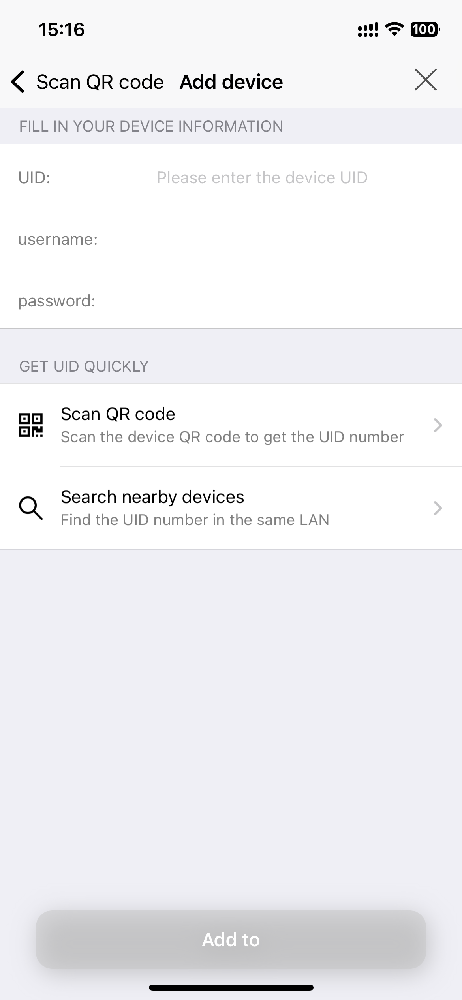 15:16
100
Scan QR code Add device
FILL IN YOUR DEVICE INFORMATION
UID: Please enter the device UID
username:
password:
GET UID QUICKLY
Scan QR code
Scan the device QR code to get the UID number
Search nearby devices
Find the UID number in the same LAN
Add to